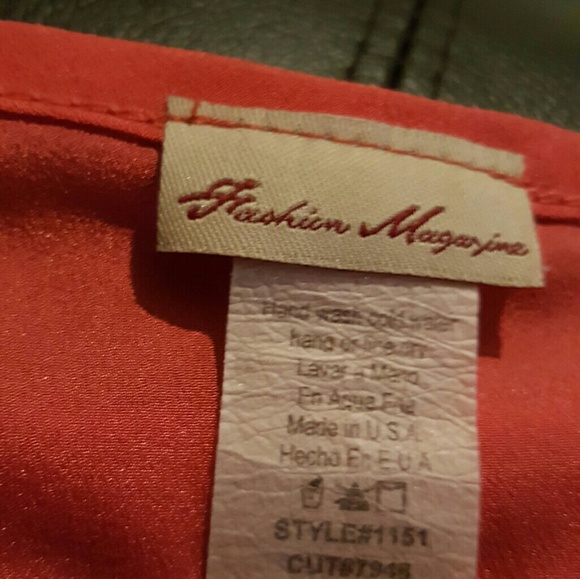 Fashion Magazine
Hand wash cold water
hang or line dry
Lavar a Mano
En Agua Fria
Made in U.S.A.
Hecho En E U A
STYLE#1151